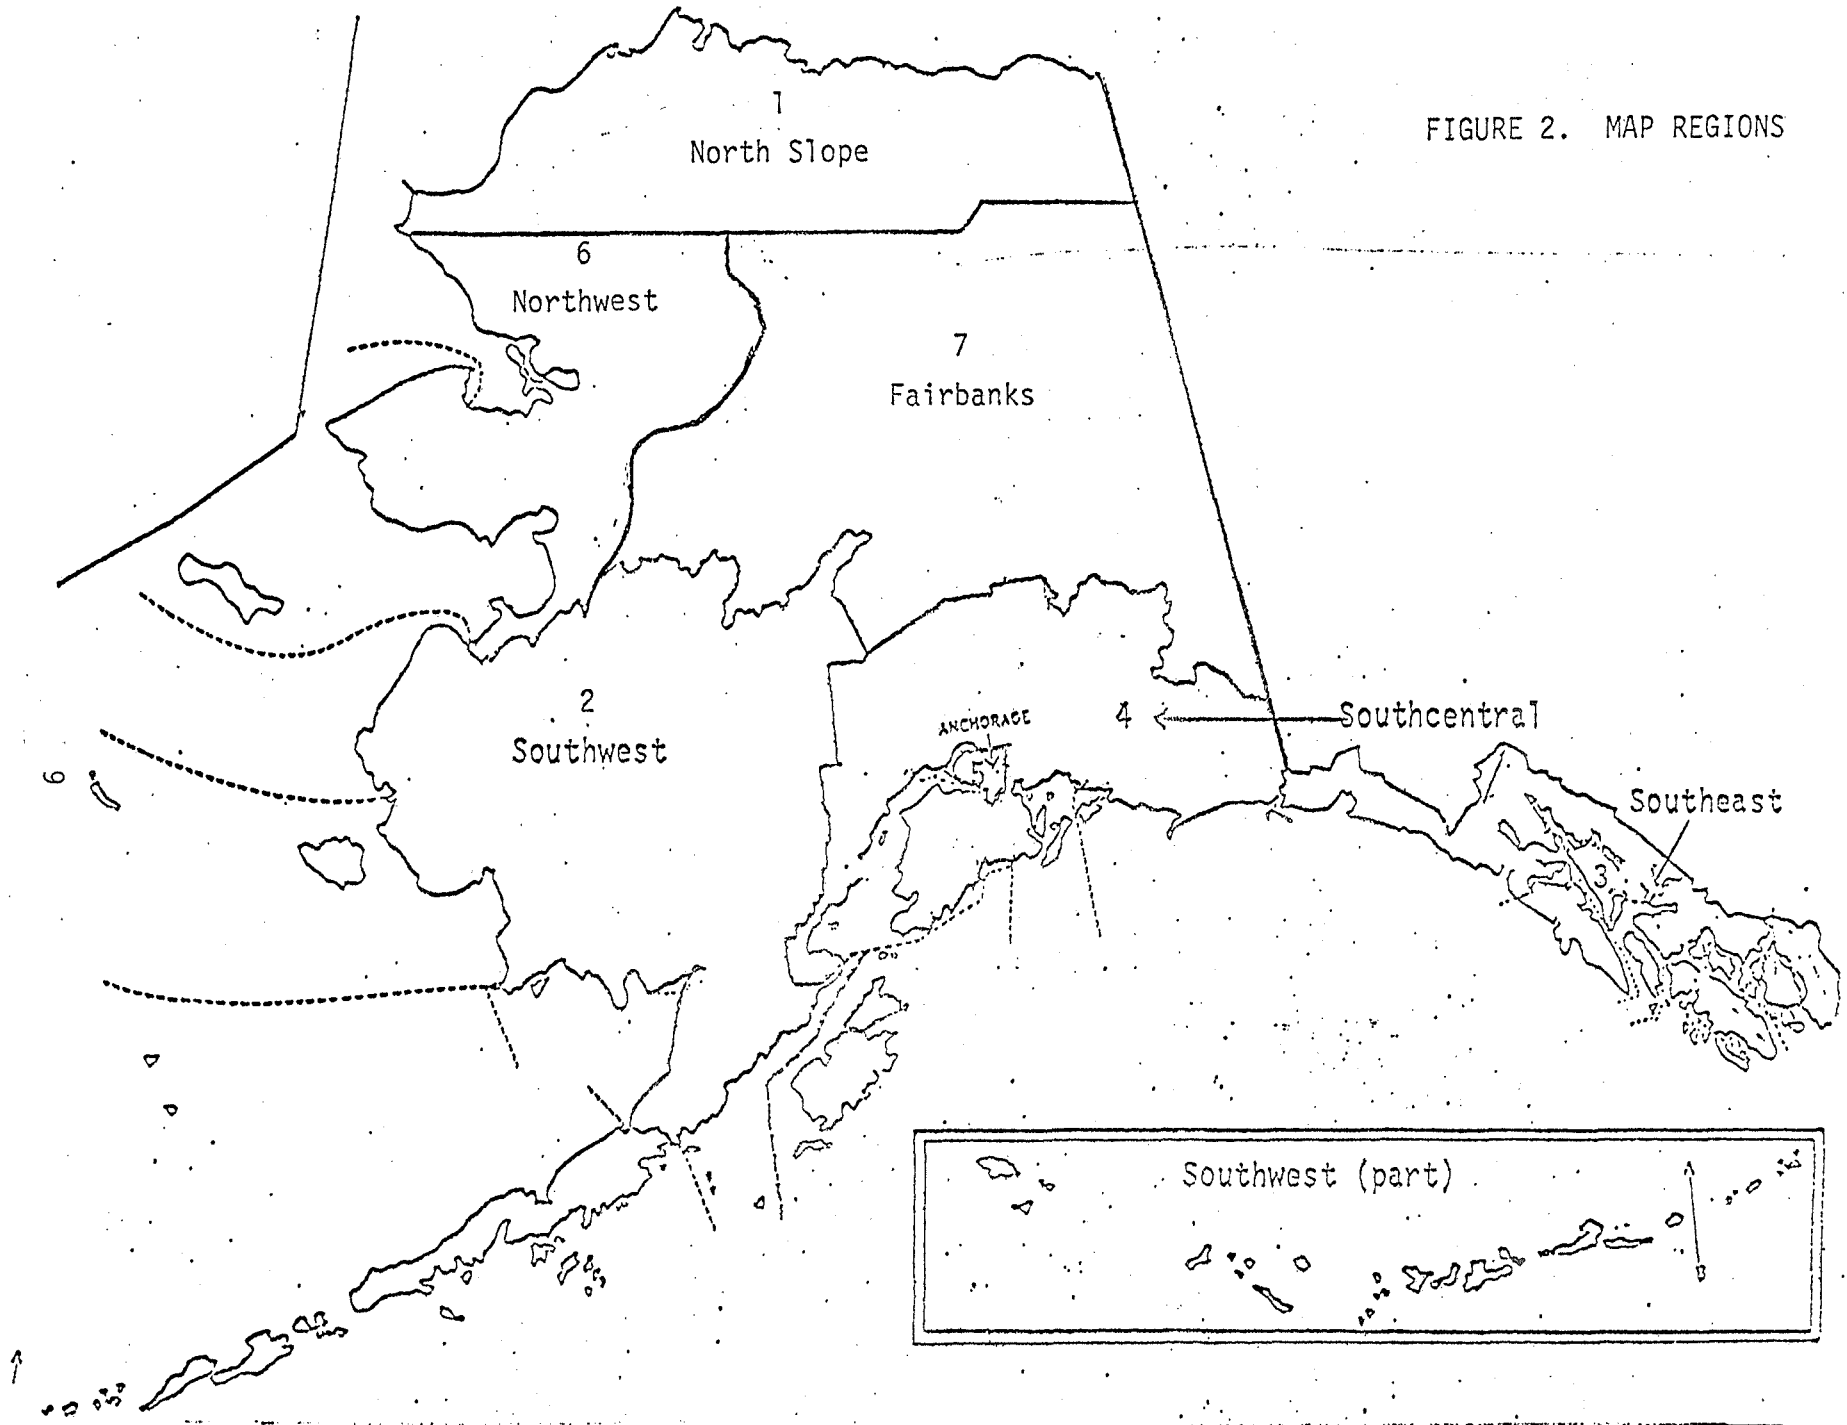 FIGURE 2. MAP REGIONS
1
North Slope
6
Northwest
7
Fairbanks
2
Southwest
ANCHORAGE
5
4
Southcentral
Southeast
3
Southwest (part)
9